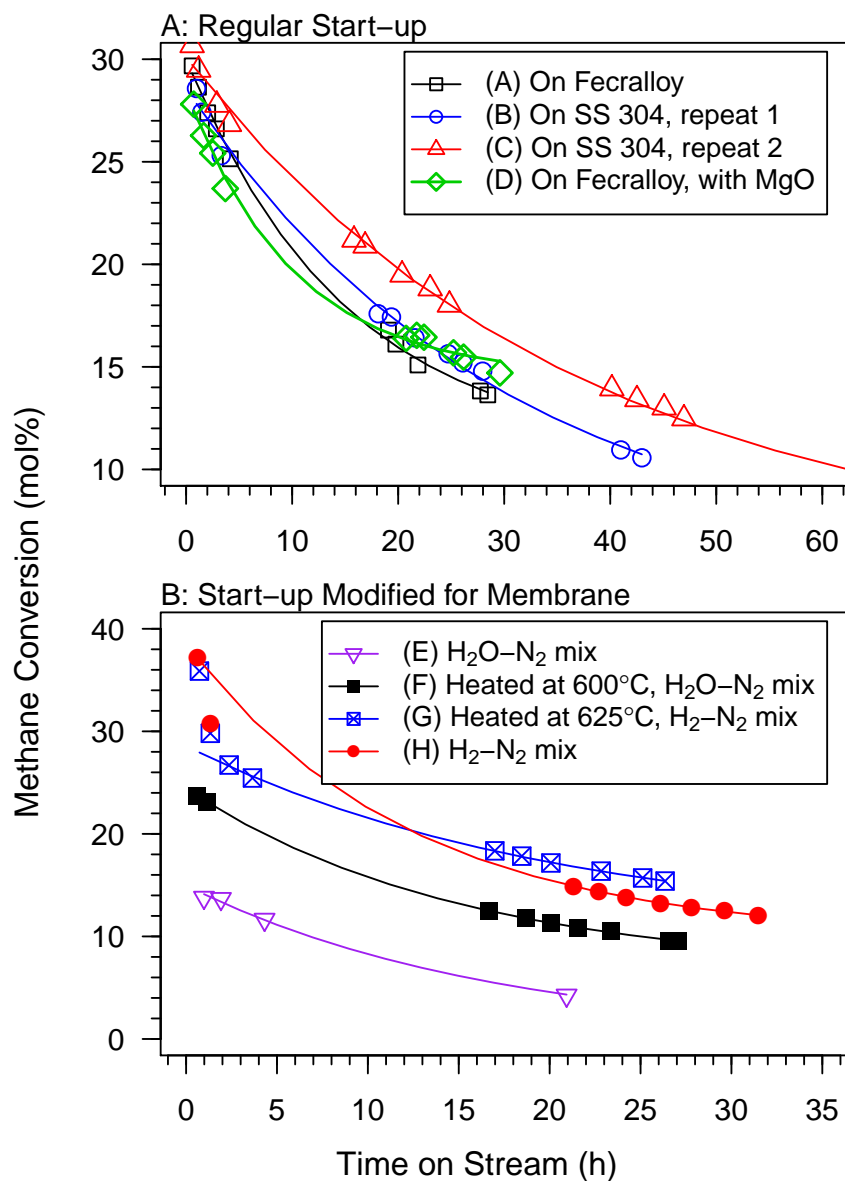 A: Regular Start−up
30
25
20
15
10
(A) On Fecralloy
(B) On SS 304, repeat 1
(C) On SS 304, repeat 2
(D) On Fecralloy, with MgO
0 10 20 30 40 50 60
Methane Conversion (mol%)
B: Start−up Modified for Membrane
40
30
20
10
0
(E) H₂O−N₂ mix
(F) Heated at 600°C, H₂O−N₂ mix
(G) Heated at 625°C, H₂−N₂ mix
(H) H₂−N₂ mix
0 5 10 15 20 25 30 35
Time on Stream (h)